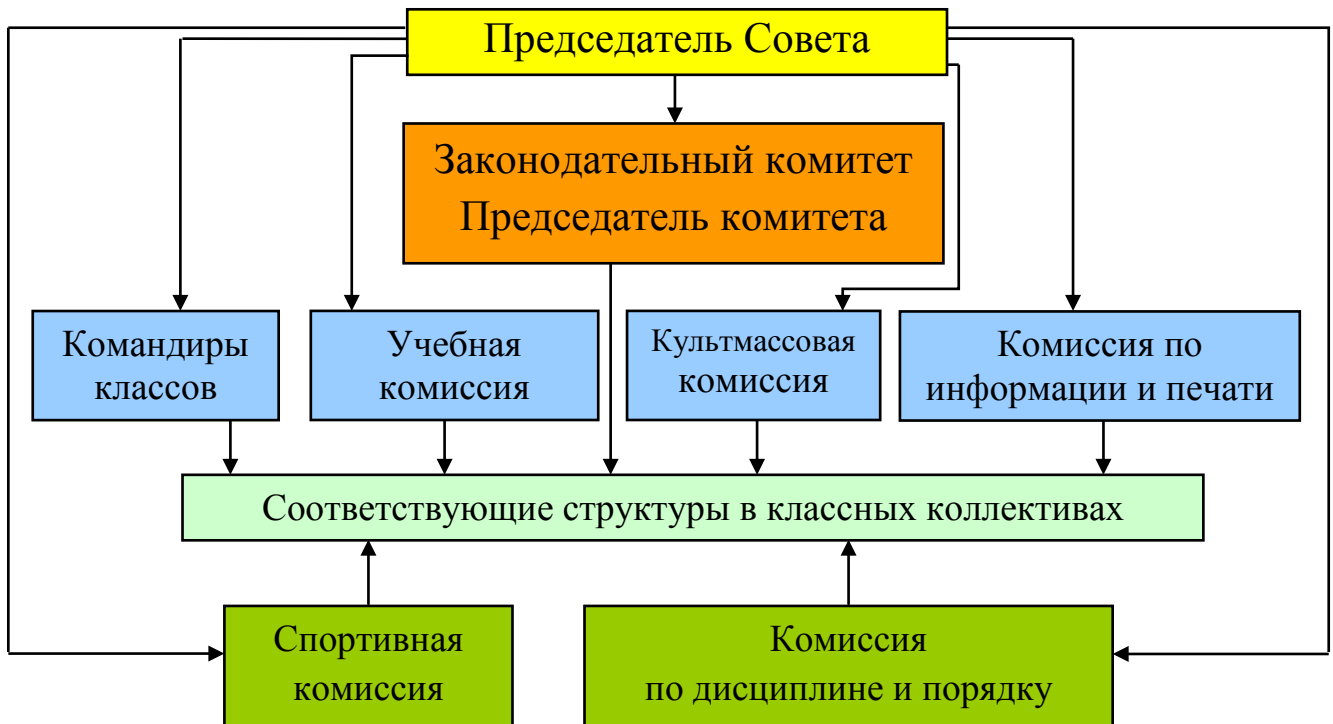 Председатель Совета
Законодательный комитет
Председатель комитета
Командиры
классов
Учебная
комиссия
Культмассовая
комиссия
Комиссия по
информации и печати
Соответствующие структуры в классных коллективах
Спортивная
комиссия
Комиссия
по дисциплине и порядку